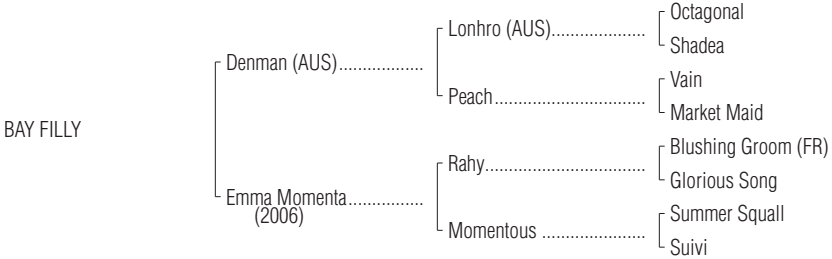 Octagonal
Lonhro (AUS)......................
Shadea
Denman (AUS)..................
Vain
Peach..................................
Market Maid
BAY FILLY
Blushing Groom (FR)
Rahy....................................
Glorious Song
Emma Momenta................
(2006)
Summer Squall
Momentous ........................
Suivi